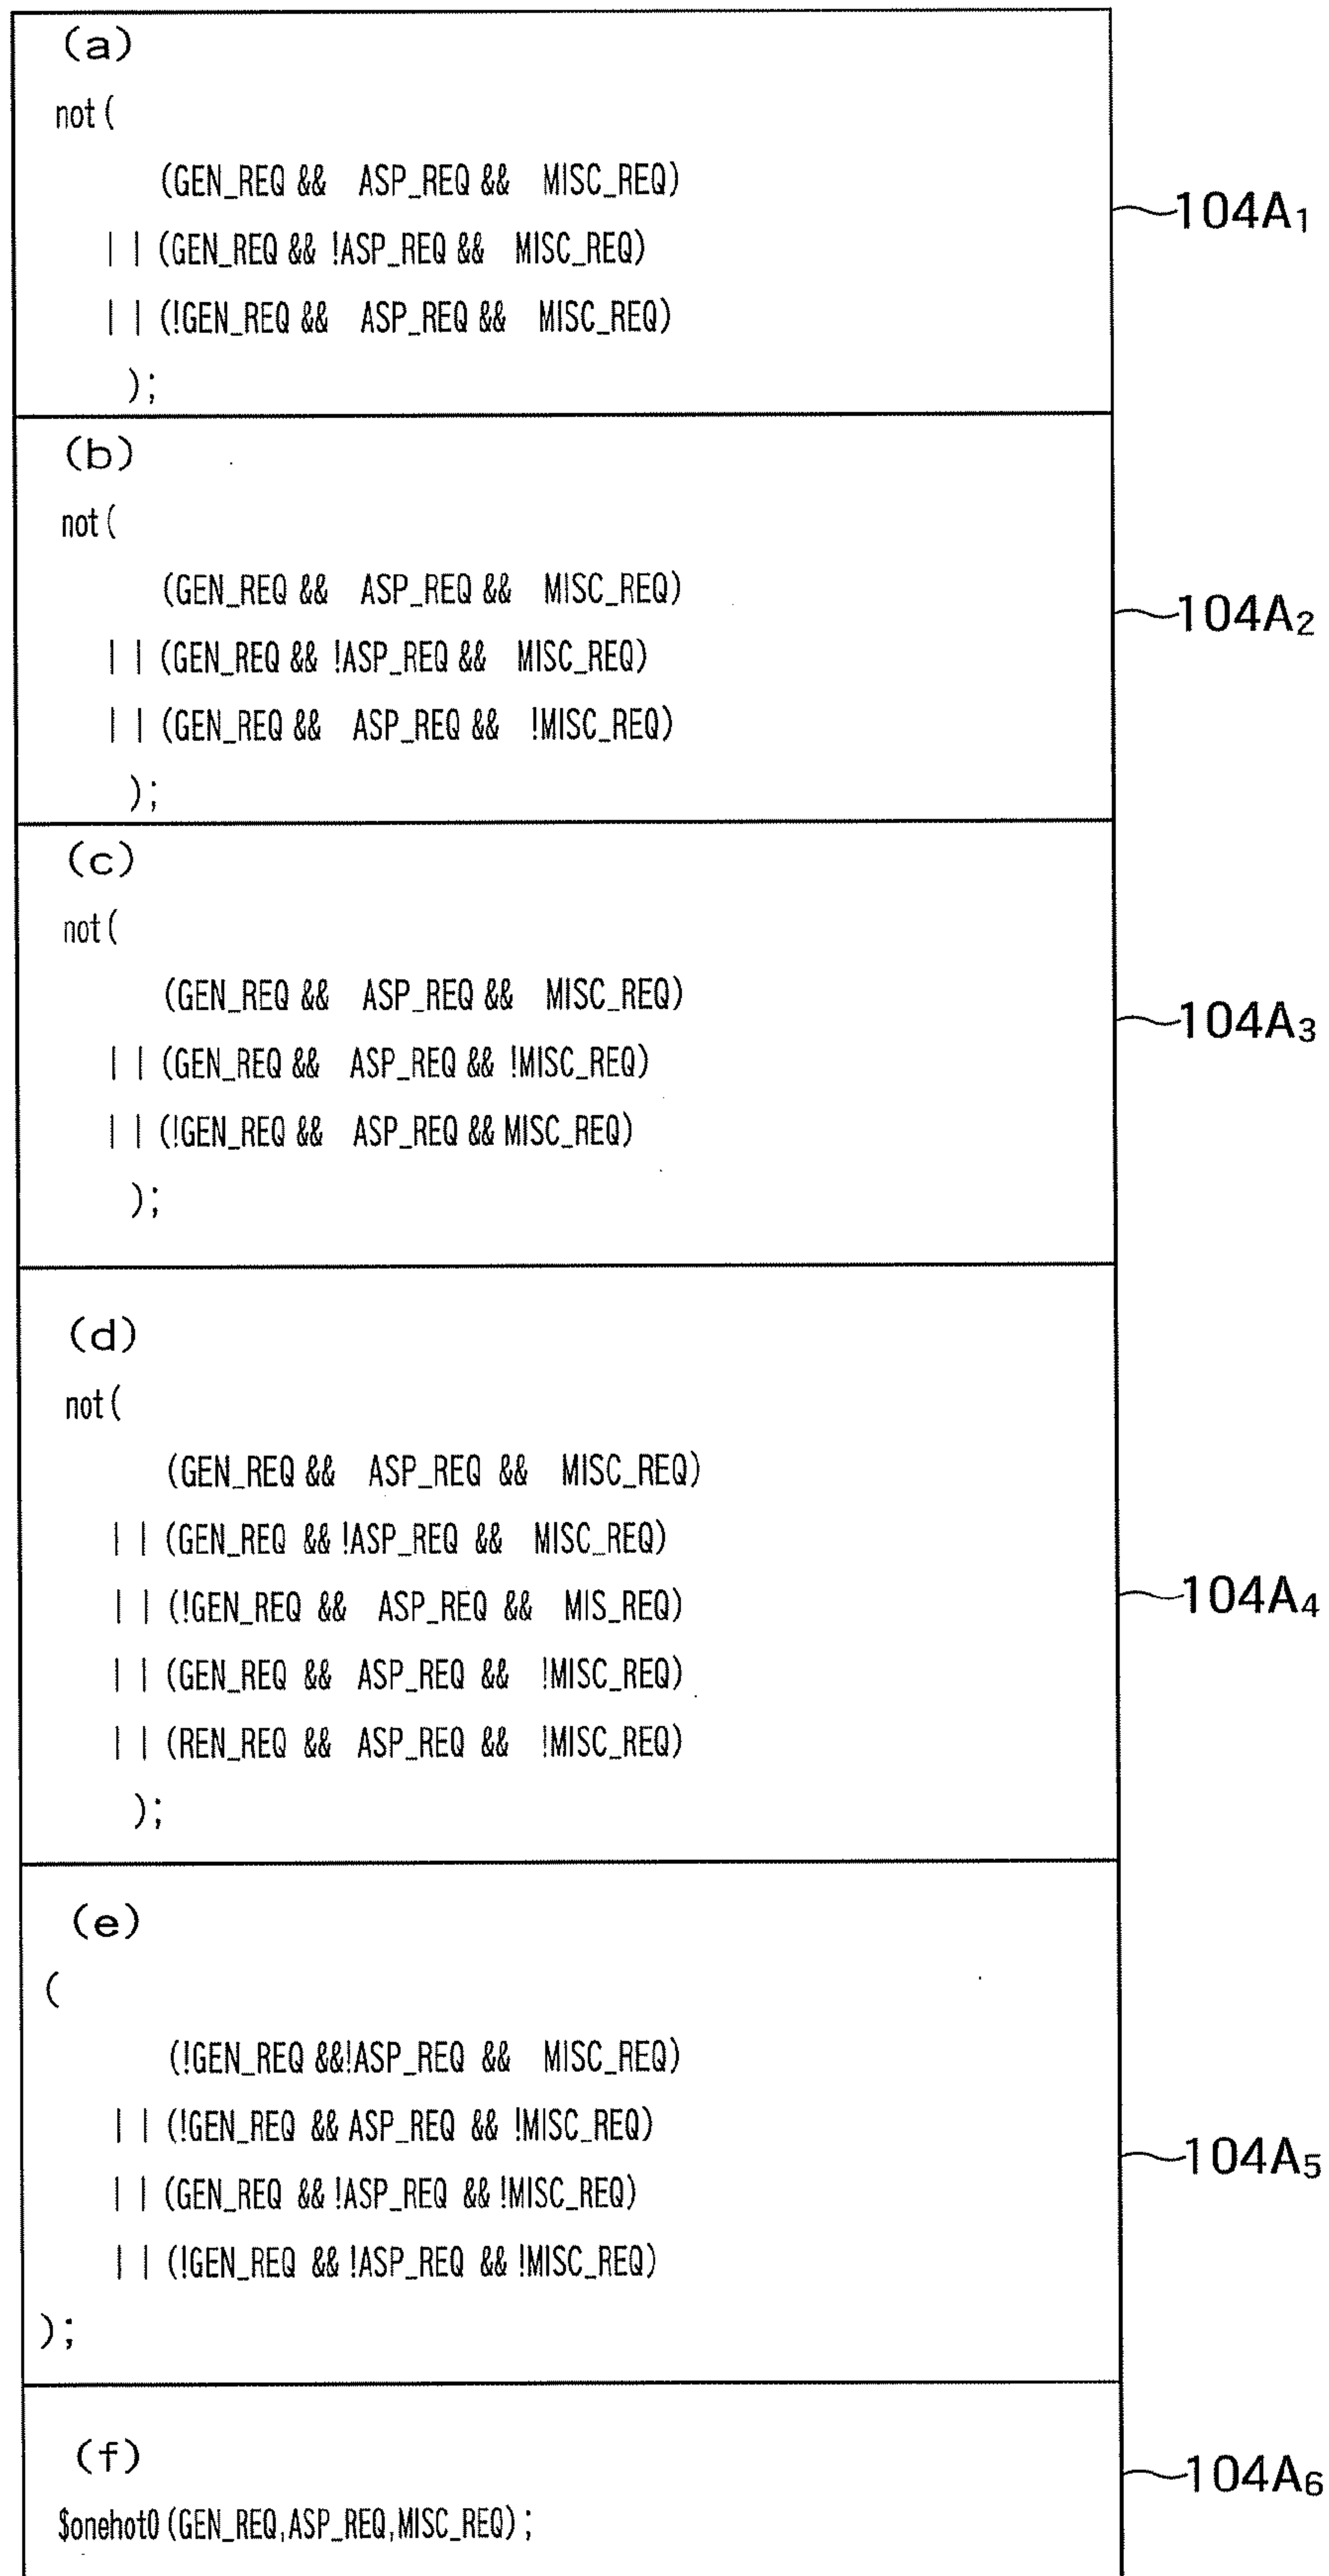 (a)
not(
(GEN_REQ && ASP_REQ && MISC_REQ)
| | (GEN_REQ && !ASP_REQ && MISC_REQ)
| | (!GEN_REQ && ASP_REQ && MISC_REQ)
);
104A1
(b)
not(
(GEN_REQ && ASP_REQ && MISC_REQ)
| | (GEN_REQ && !ASP_REQ && MISC_REQ)
| | (GEN_REQ && ASP_REQ && !MISC_REQ)
);
104A2
(c)
not(
(GEN_REQ && ASP_REQ && MISC_REQ)
| | (GEN_REQ && ASP_REQ && !MISC_REQ)
| | (!GEN_REQ && ASP_REQ && MISC_REQ)
);
104A3
(d)
not(
(GEN_REQ && ASP_REQ && MISC_REQ)
| | (GEN_REQ && !ASP_REQ && MISC_REQ)
| | (!GEN_REQ && ASP_REQ && MIS_REQ)
| | (GEN_REQ && ASP_REQ && !MISC_REQ)
| | (REN_REQ && ASP_REQ && !MISC_REQ)
);
104A4
(e)
(
(!GEN_REQ &&!ASP_REQ && MISC_REQ)
| | (!GEN_REQ && ASP_REQ && !MISC_REQ)
| | (GEN_REQ && !ASP_REQ && !MISC_REQ)
| | (!GEN_REQ && !ASP_REQ && !MISC_REQ)
);
104A5
(f)
$onehot0(GEN_REQ,ASP_REQ,MISC_REQ);
104A6